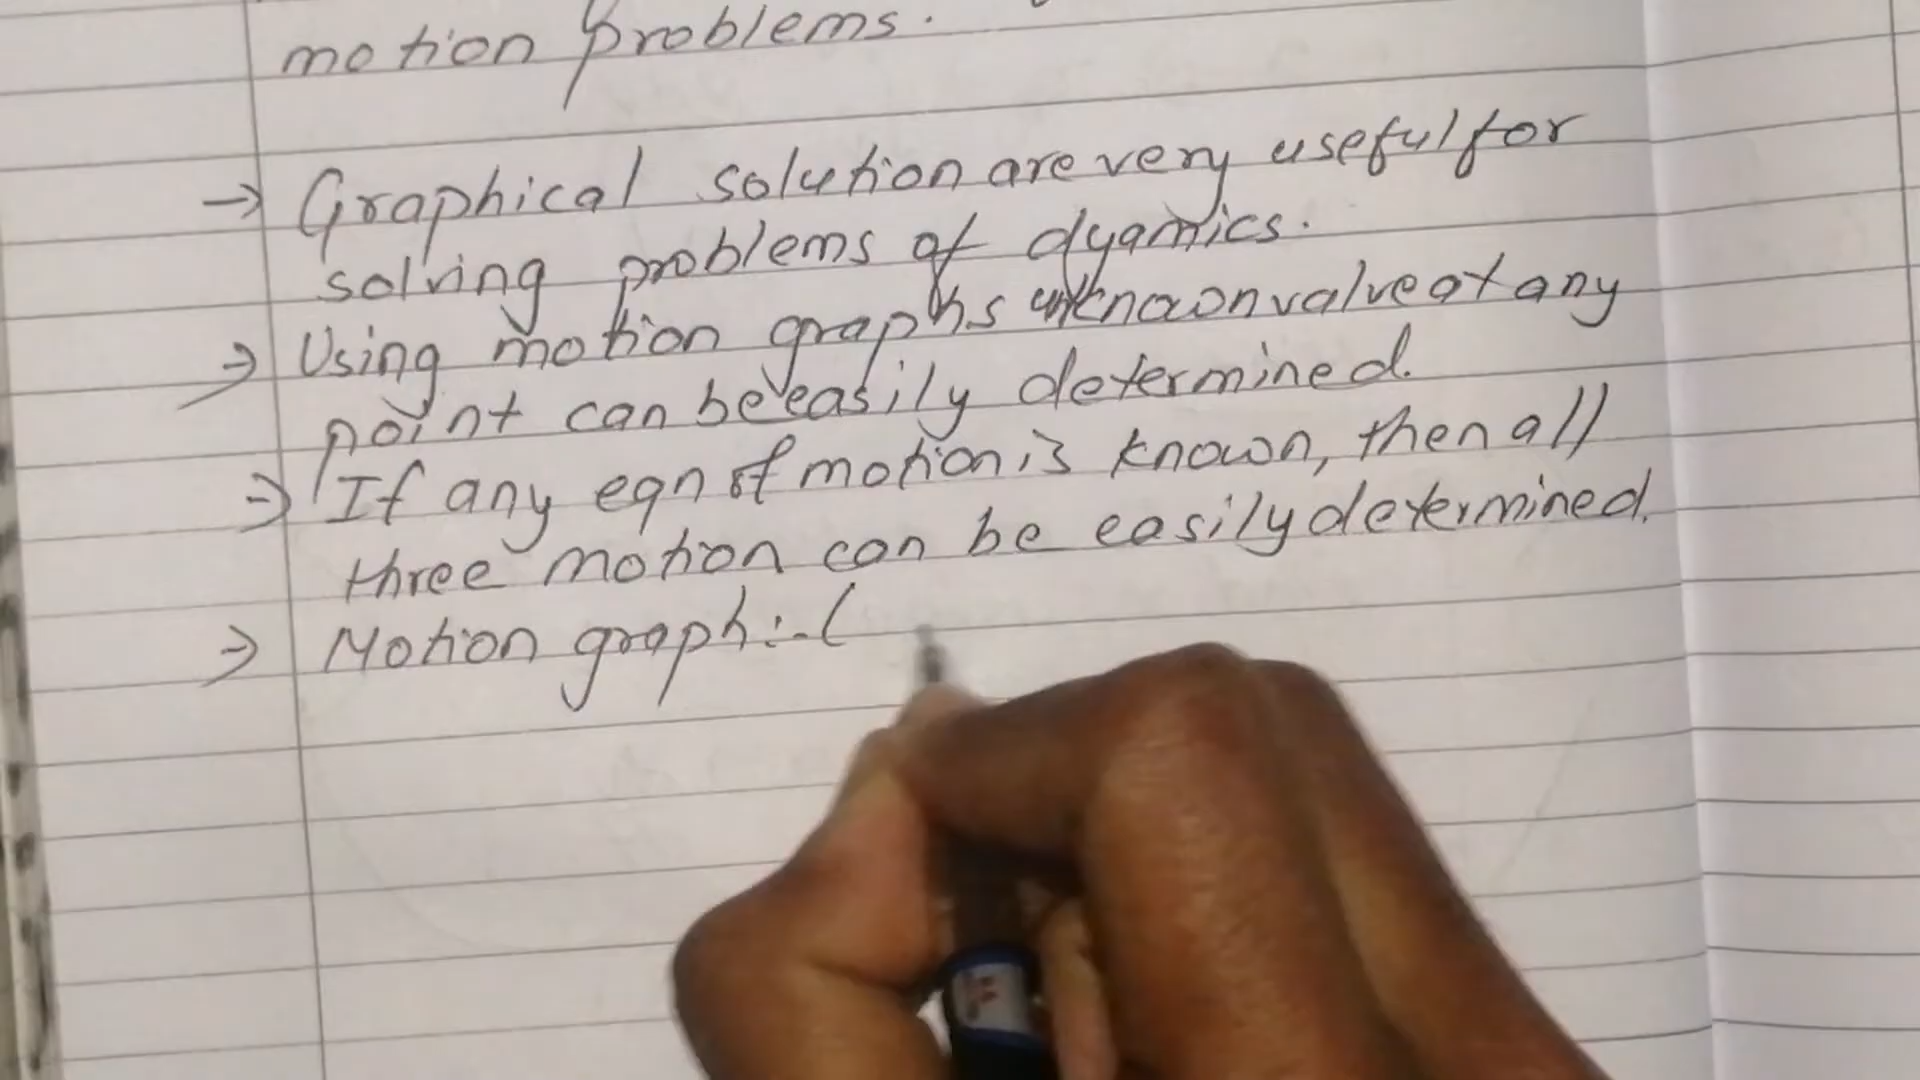 motion problems.
→ Graphical solution are very useful for
solving problems of dyamics.
⇒ Using motion graphs unknown value at any
point can be easily determined.
⇒ If any eqn of motion is known, then all
three motion can be easily determined.
⇒ Motion graph :- (